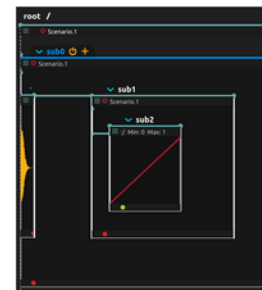 root /
Scenario.1
sub0
Scenario.1
sub1
Scenario.1
sub2
:/ Min: 0 Max: 1